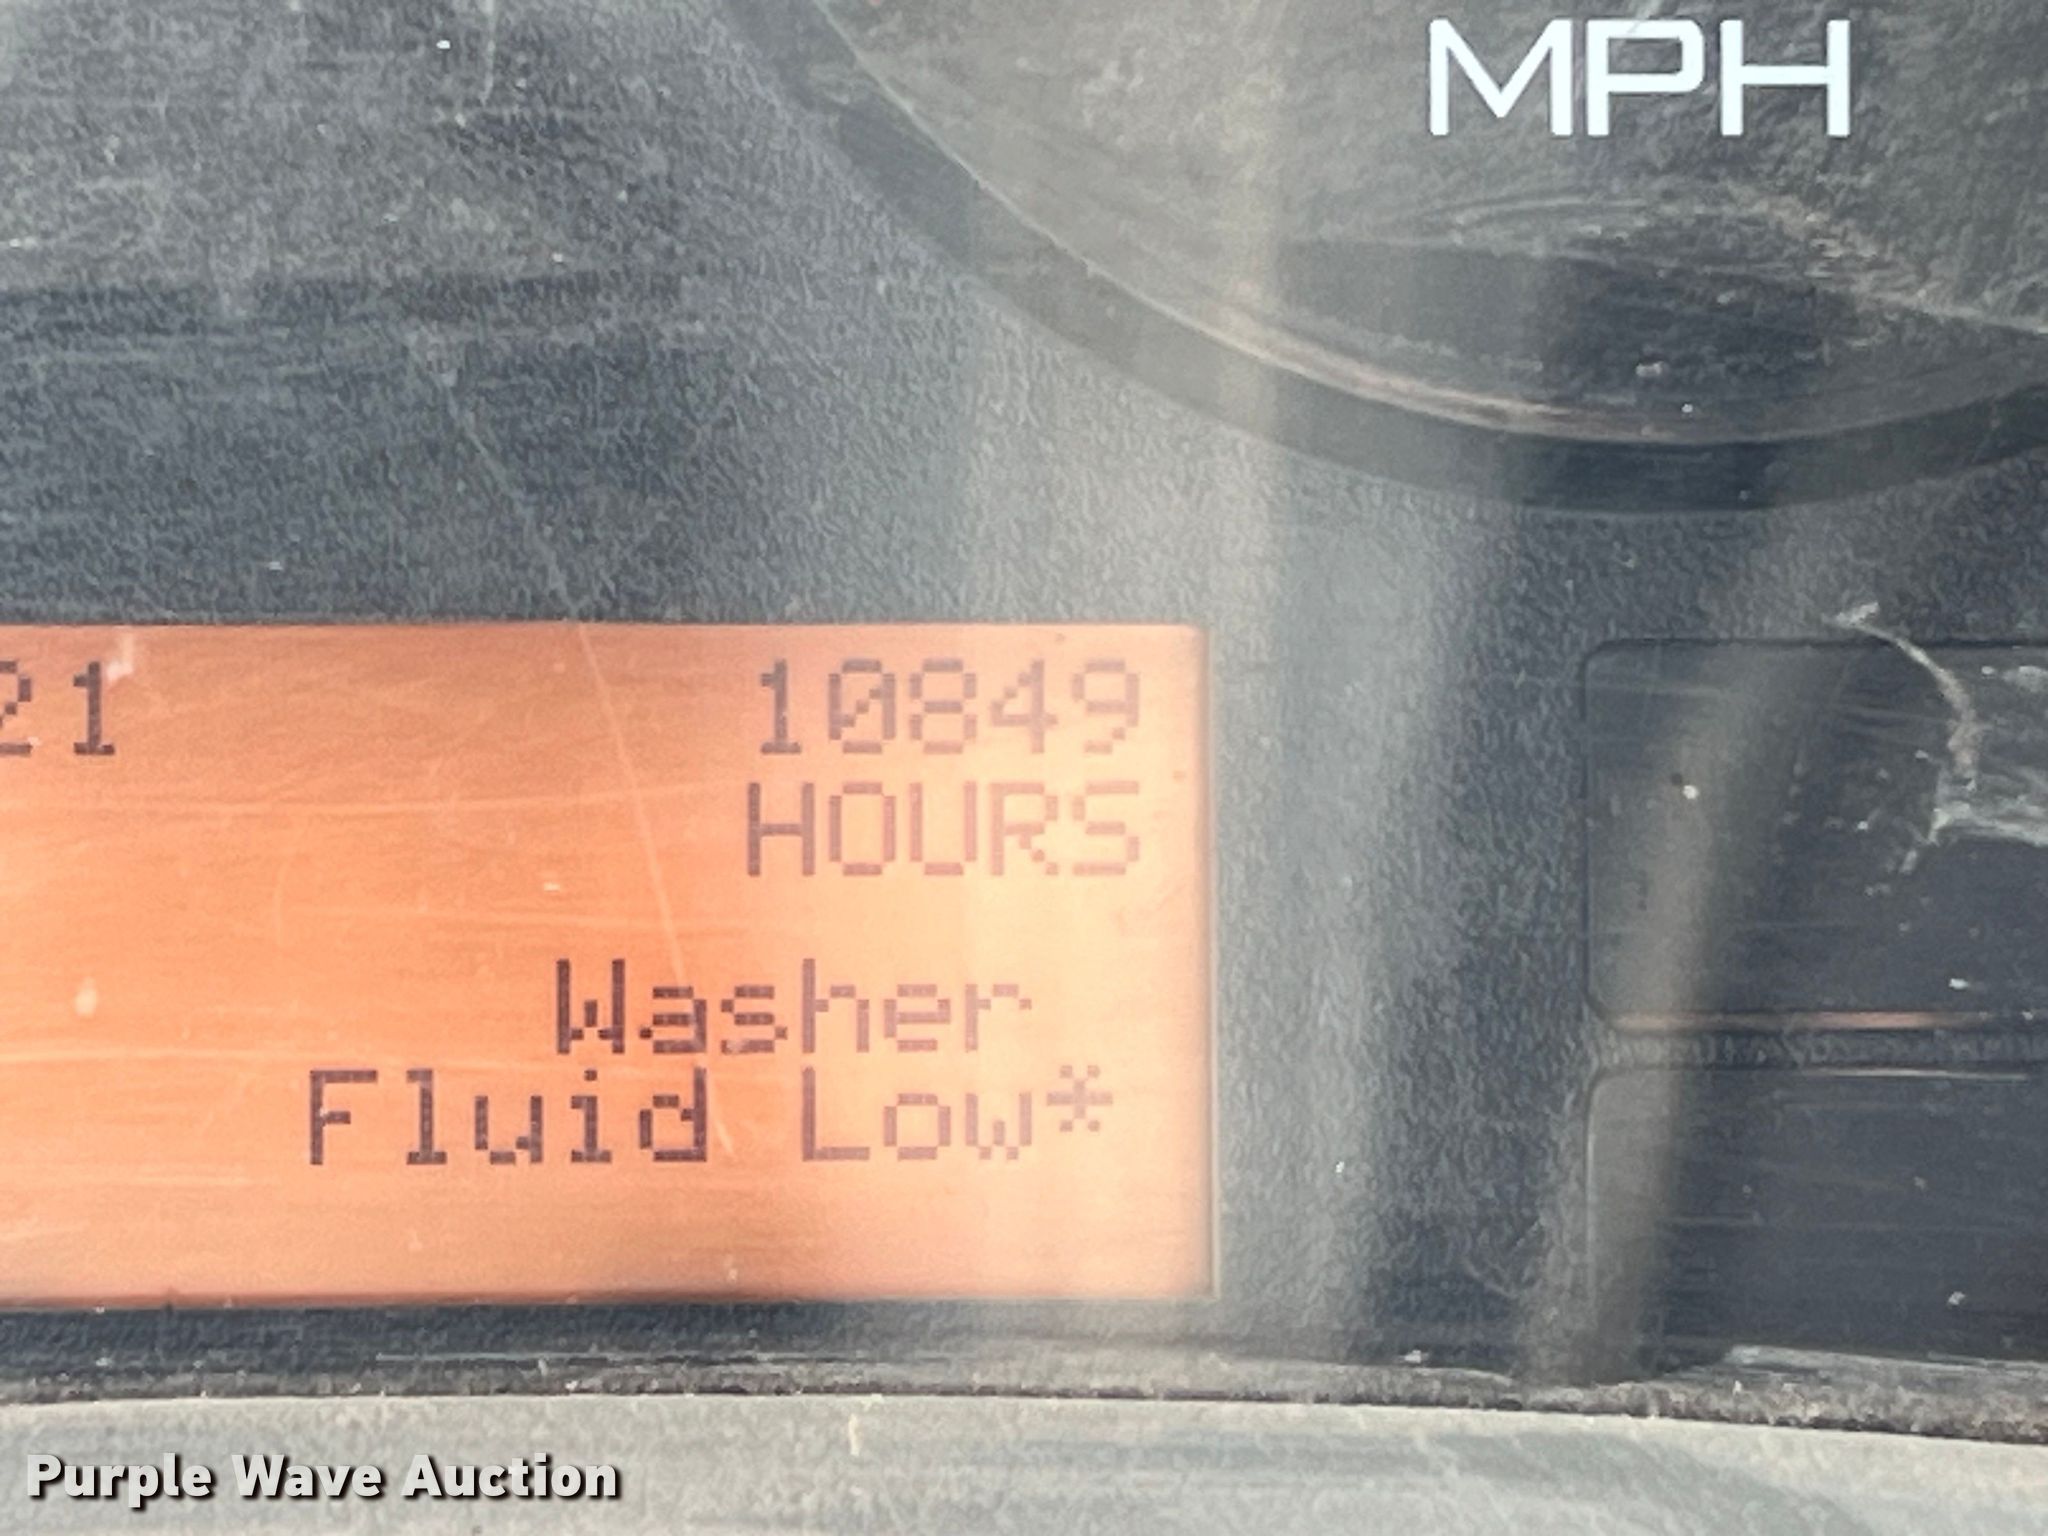 MPH
21 10849
HOURS
Washer
Fluid Low*
Purple Wave Auction